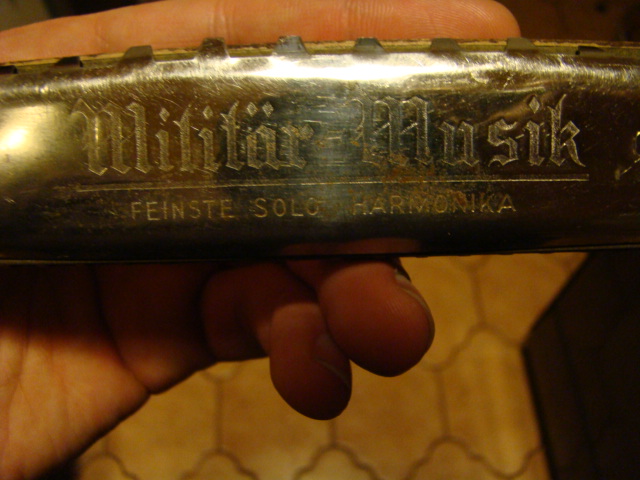 Militär-Musik
FEINSTE SOLO HARMONIKA